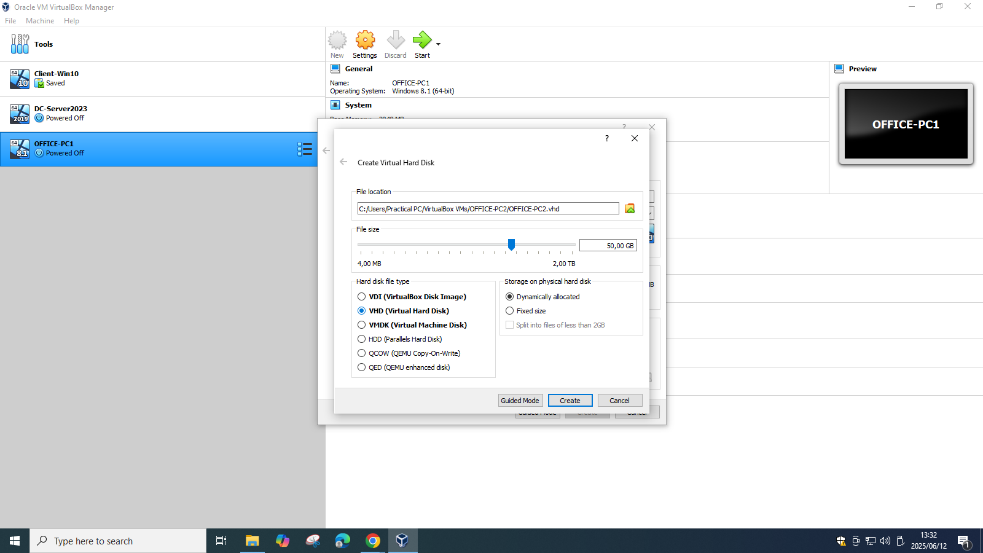 Oracle VM VirtualBox Manager
File Machine Help
Tools
New Settings Discard Start
Client-Win10
Saved
DC-Server2023
Powered Off
OFFICE-PC1
Powered Off
General
Name: OFFICE-PC1
Operating System: Windows 8.1 (64-bit)
System
Preview
OFFICE-PC1
Create Virtual Hard Disk
File location
C:/Users/Practical PC/VirtualBox VMs/OFFICE-PC2/OFFICE-PC2.vhd
File size
50,00 GB
4,00 MB 2,00 TB
Hard disk file type
VDI (VirtualBox Disk Image)
VHD (Virtual Hard Disk)
VMDK (Virtual Machine Disk)
HDD (Parallels Hard Disk)
QCOW (QEMU Copy-On-Write)
QED (QEMU enhanced disk)
Storage on physical hard disk
Dynamically allocated
Fixed size
Split into files of less than 2GB
Guided Mode Create Cancel
Type here to search
13:32
2025/06/12